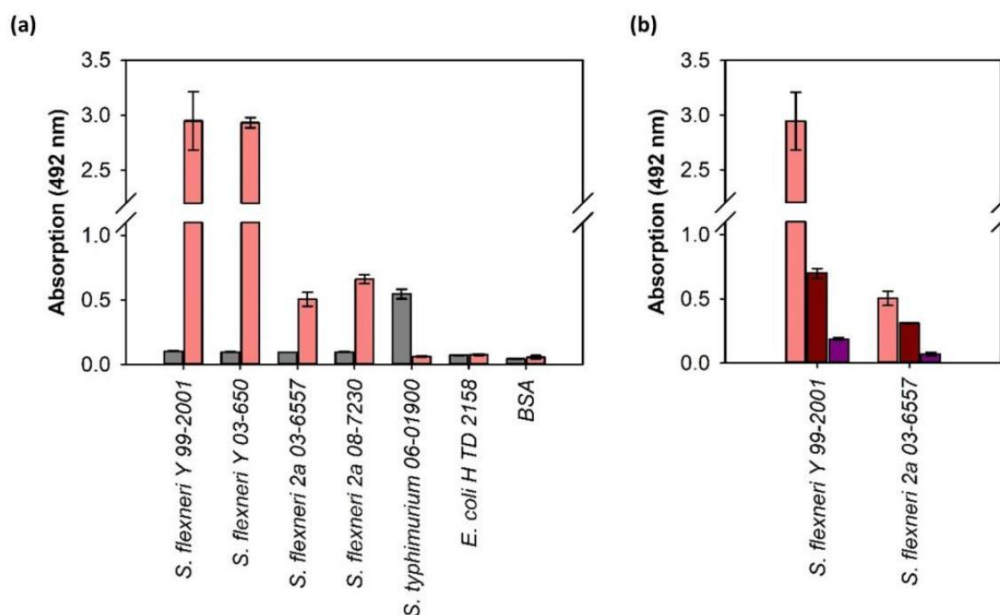 (a)
3.5
3.0
2.5
1.0
0.5
0.0
Absorption (492 nm)
S. flexneri Y 99-2001
S. flexneri Y 03-650
S. flexneri 2a 03-6557
S. flexneri 2a 08-7230
S. typhimurium 06-01900
E. coli H TD 2158
BSA
(b)
3.5
3.0
2.5
1.0
0.5
0.0
Absorption (492 nm)
S. flexneri Y 99-2001
S. flexneri 2a 03-6557